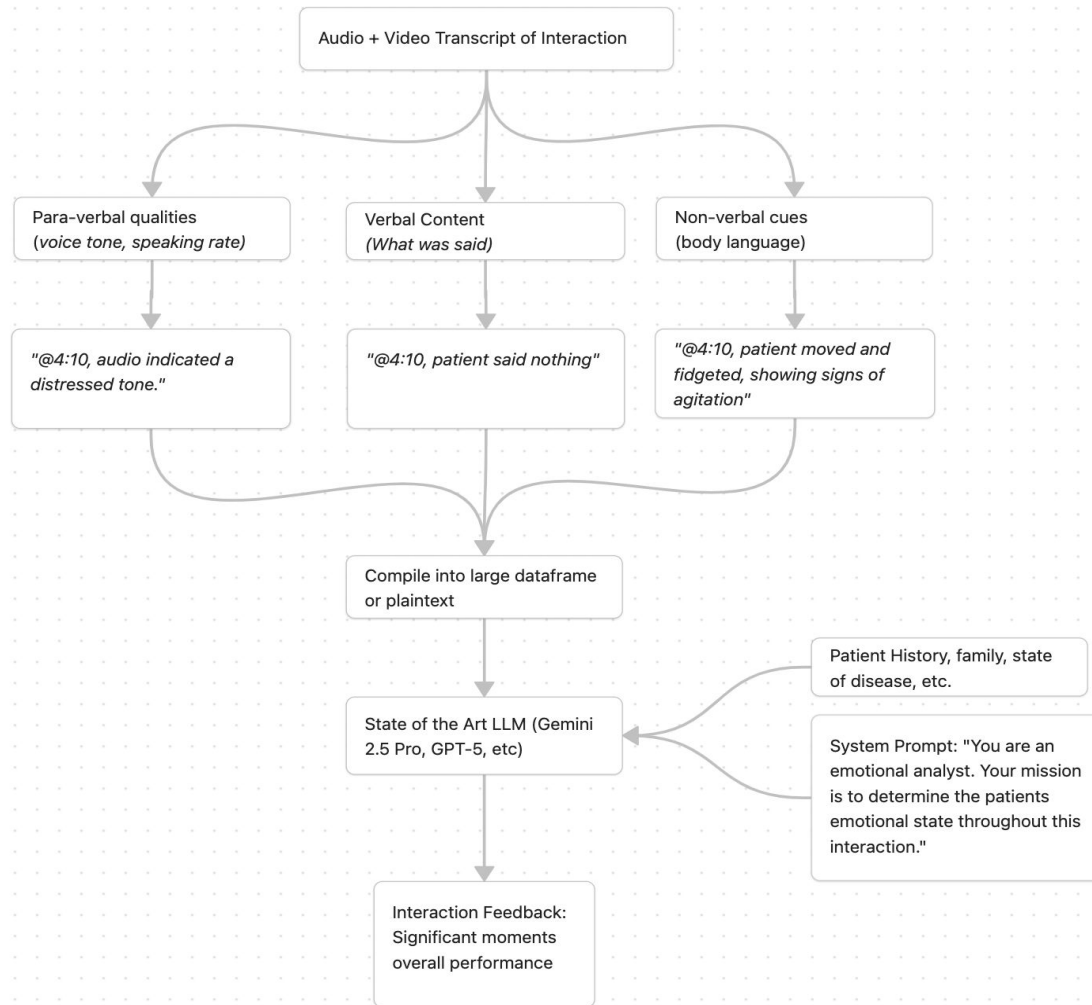 Audio + Video Transcript of Interaction
Para-verbal qualities
(voice tone, speaking rate)
Verbal Content
(What was said)
Non-verbal cues
(body language)
"@4:10, audio indicated a
distressed tone."
"@4:10, patient said nothing"
"@4:10, patient moved and
fidgeted, showing signs of
agitation"
Compile into large dataframe
or plaintext
Patient History, family, state
of disease, etc.
State of the Art LLM (Gemini
2.5 Pro, GPT-5, etc)
System Prompt: "You are an
emotional analyst. Your mission
is to determine the patients
emotional state throughout this
interaction."
Interaction Feedback:
Significant moments
overall performance